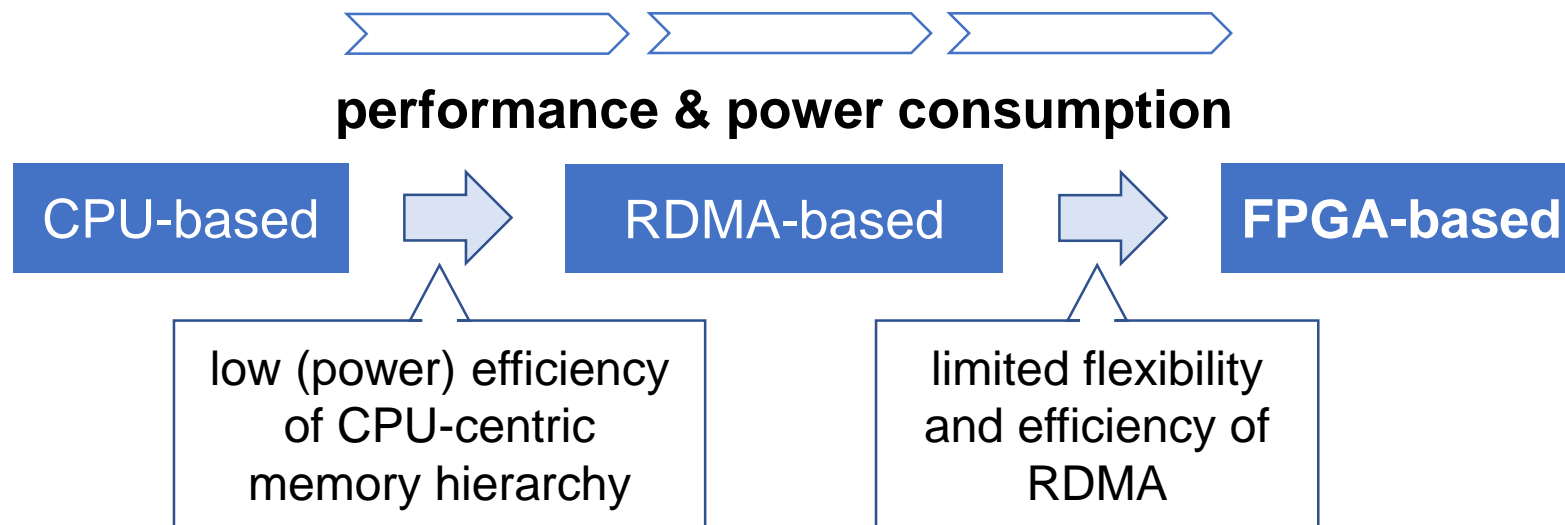 performance & power consumption
CPU-based
RDMA-based
FPGA-based
low (power) efficiency
of CPU-centric
memory hierarchy
limited flexibility
and efficiency of
RDMA